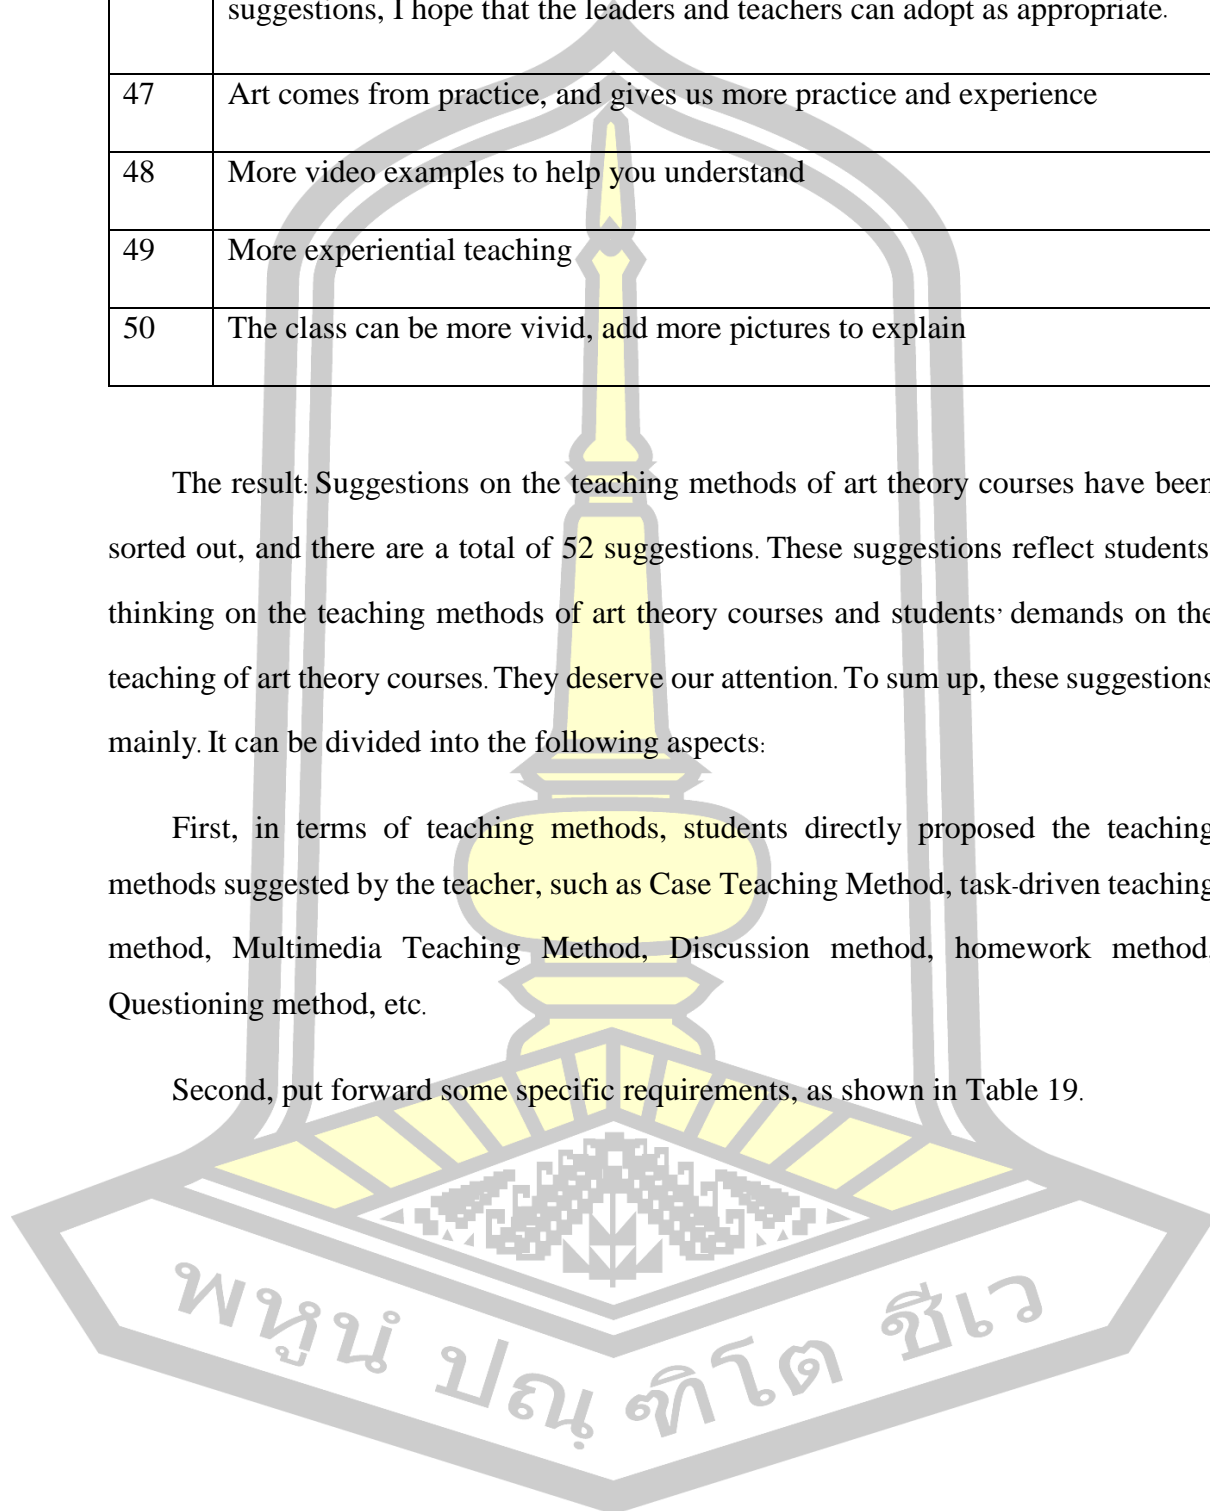 suggestions, I hope that the leaders and teachers can adopt as appropriate.
47 Art comes from practice, and gives us more practice and experience
48 More video examples to help you understand
49 More experiential teaching
50 The class can be more vivid, add more pictures to explain
The result: Suggestions on the teaching methods of art theory courses have been
sorted out, and there are a total of 52 suggestions. These suggestions reflect students
thinking on the teaching methods of art theory courses and students' demands on the
teaching of art theory courses. They deserve our attention. To sum up, these suggestions
mainly. It can be divided into the following aspects:
First, in terms of teaching methods, students directly proposed the teaching
methods suggested by the teacher, such as Case Teaching Method, task-driven teaching
method, Multimedia Teaching Method, Discussion method, homework method,
Questioning method, etc.
Second, put forward some specific requirements, as shown in Table 19.
พหูนํ ปณฺฑิโต ชีเว